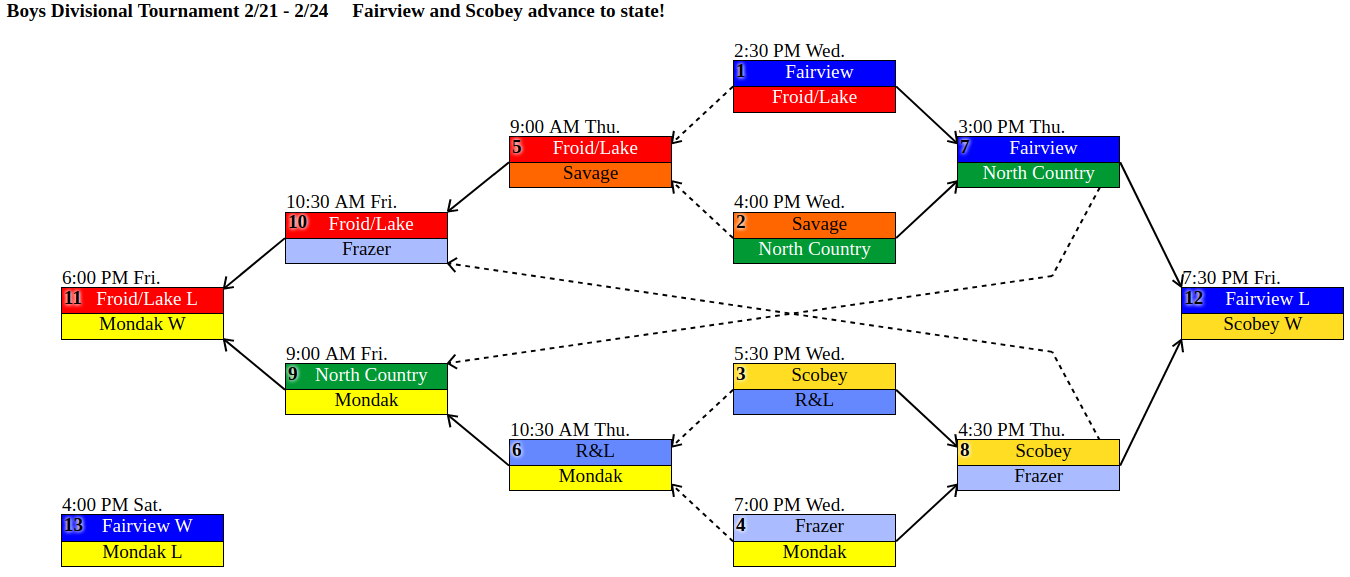 Boys Divisional Tournament 2/21 - 2/24 Fairview and Scobey advance to state!
2:30 PM Wed.
1 Fairview
Froid/Lake
9:00 AM Thu.
5 Froid/Lake
Savage
3:00 PM Thu.
7 Fairview
North Country
10:30 AM Fri.
10 Froid/Lake
Frazer
4:00 PM Wed.
2 Savage
North Country
6:00 PM Fri.
11 Froid/Lake L
Mondak W
7:30 PM Fri.
12 Fairview L
Scobey W
9:00 AM Fri.
9 North Country
Mondak
5:30 PM Wed.
3 Scobey
R&L
10:30 AM Thu.
6 R&L
Mondak
4:30 PM Thu.
8 Scobey
Frazer
4:00 PM Sat.
13 Fairview W
Mondak L
7:00 PM Wed.
4 Frazer
Mondak